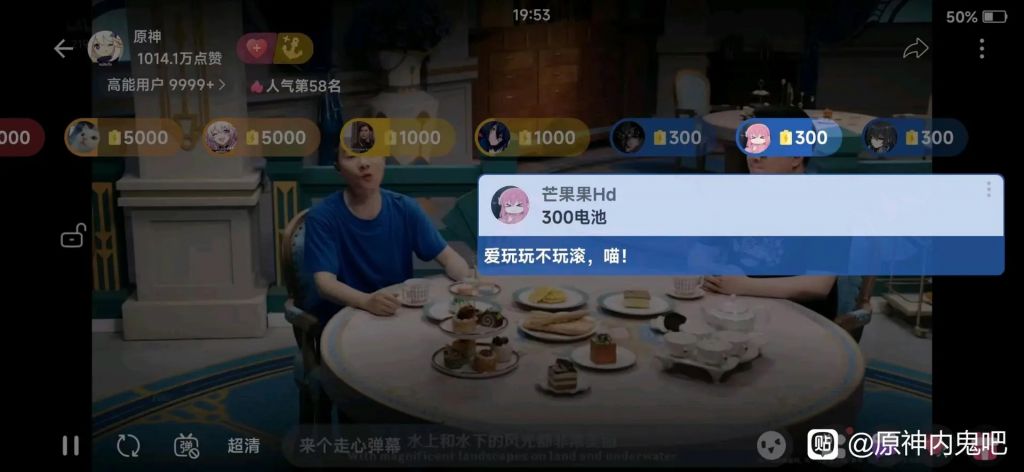 19:53
50%
原神
1014.1万点赞
高能用户 9999+ >
人气第58名
000
5000
5000
1000
1000
300
300
300
芒果果Hd
300电池
爱玩玩不玩滚，喵！
弹
超清
来个走心弹幕
水上和水下的风光都非常
with magnificent landscapes on land and underwater
贴 @原神内鬼吧